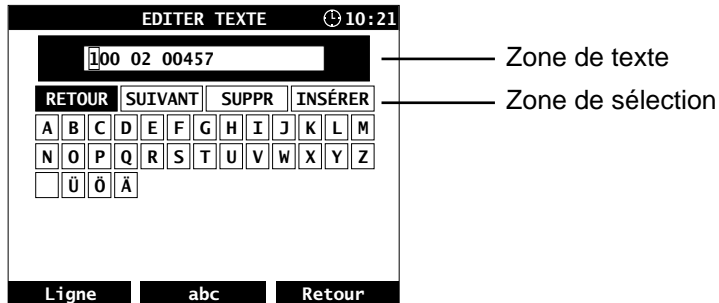 EDITER TEXTE 10:21
100 02 00457
Zone de texte
RETOUR SUIVANT SUPPR INSÉRER
Zone de sélection
A B C D E F G H I J K L M
N O P Q R S T U V W X Y Z
Ü Ö Ä
Ligne abc Retour